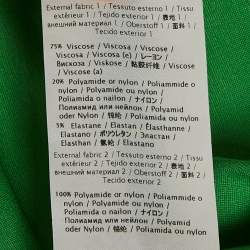 External fabric 1 / Tessuto esterno 1 / Tissu
extérieur 1 / Tejido exterior 1 / 表地 1 /
внешний материал 1 / Oberstoff 1 / 面料 1 /
Tecido exterior 1
75% Viscose / Viscosa / Viscose /
Viscosa / Viscosa (e) / レーヨン /
Вискоза / Viskose / 黏胶纤维 /
Viscose (a)
20% Polyamide or nylon / Poliammide o
nylon / Polyamide ou nylon /
Poliamida o nailon / ナイロン /
Полиамид или нейлон / Polyamid
oder Nylon / 锦纶 / Poliamida ou
nylon
5% Elastane / Elastan / Élasthanne /
Elastano / ポリウレタン / Эластан /
Elasthan / 氨纶 / Elastano
External fabric 2 / Tessuto esterno 2 / Tissu
extérieur 2 / Tejido exterior 2 / 表地 2 /
внешний материал 2 / Oberstoff 2 / 面料 2 /
Tecido exterior 2
100% Polyamide or nylon / Poliammide o
nylon / Polyamide ou nylon /
Poliamida o nailon / ナイロン /
Полиамид или нейлон / Polyamid
oder Nylon / 锦纶 / Poliamida ou
nylon